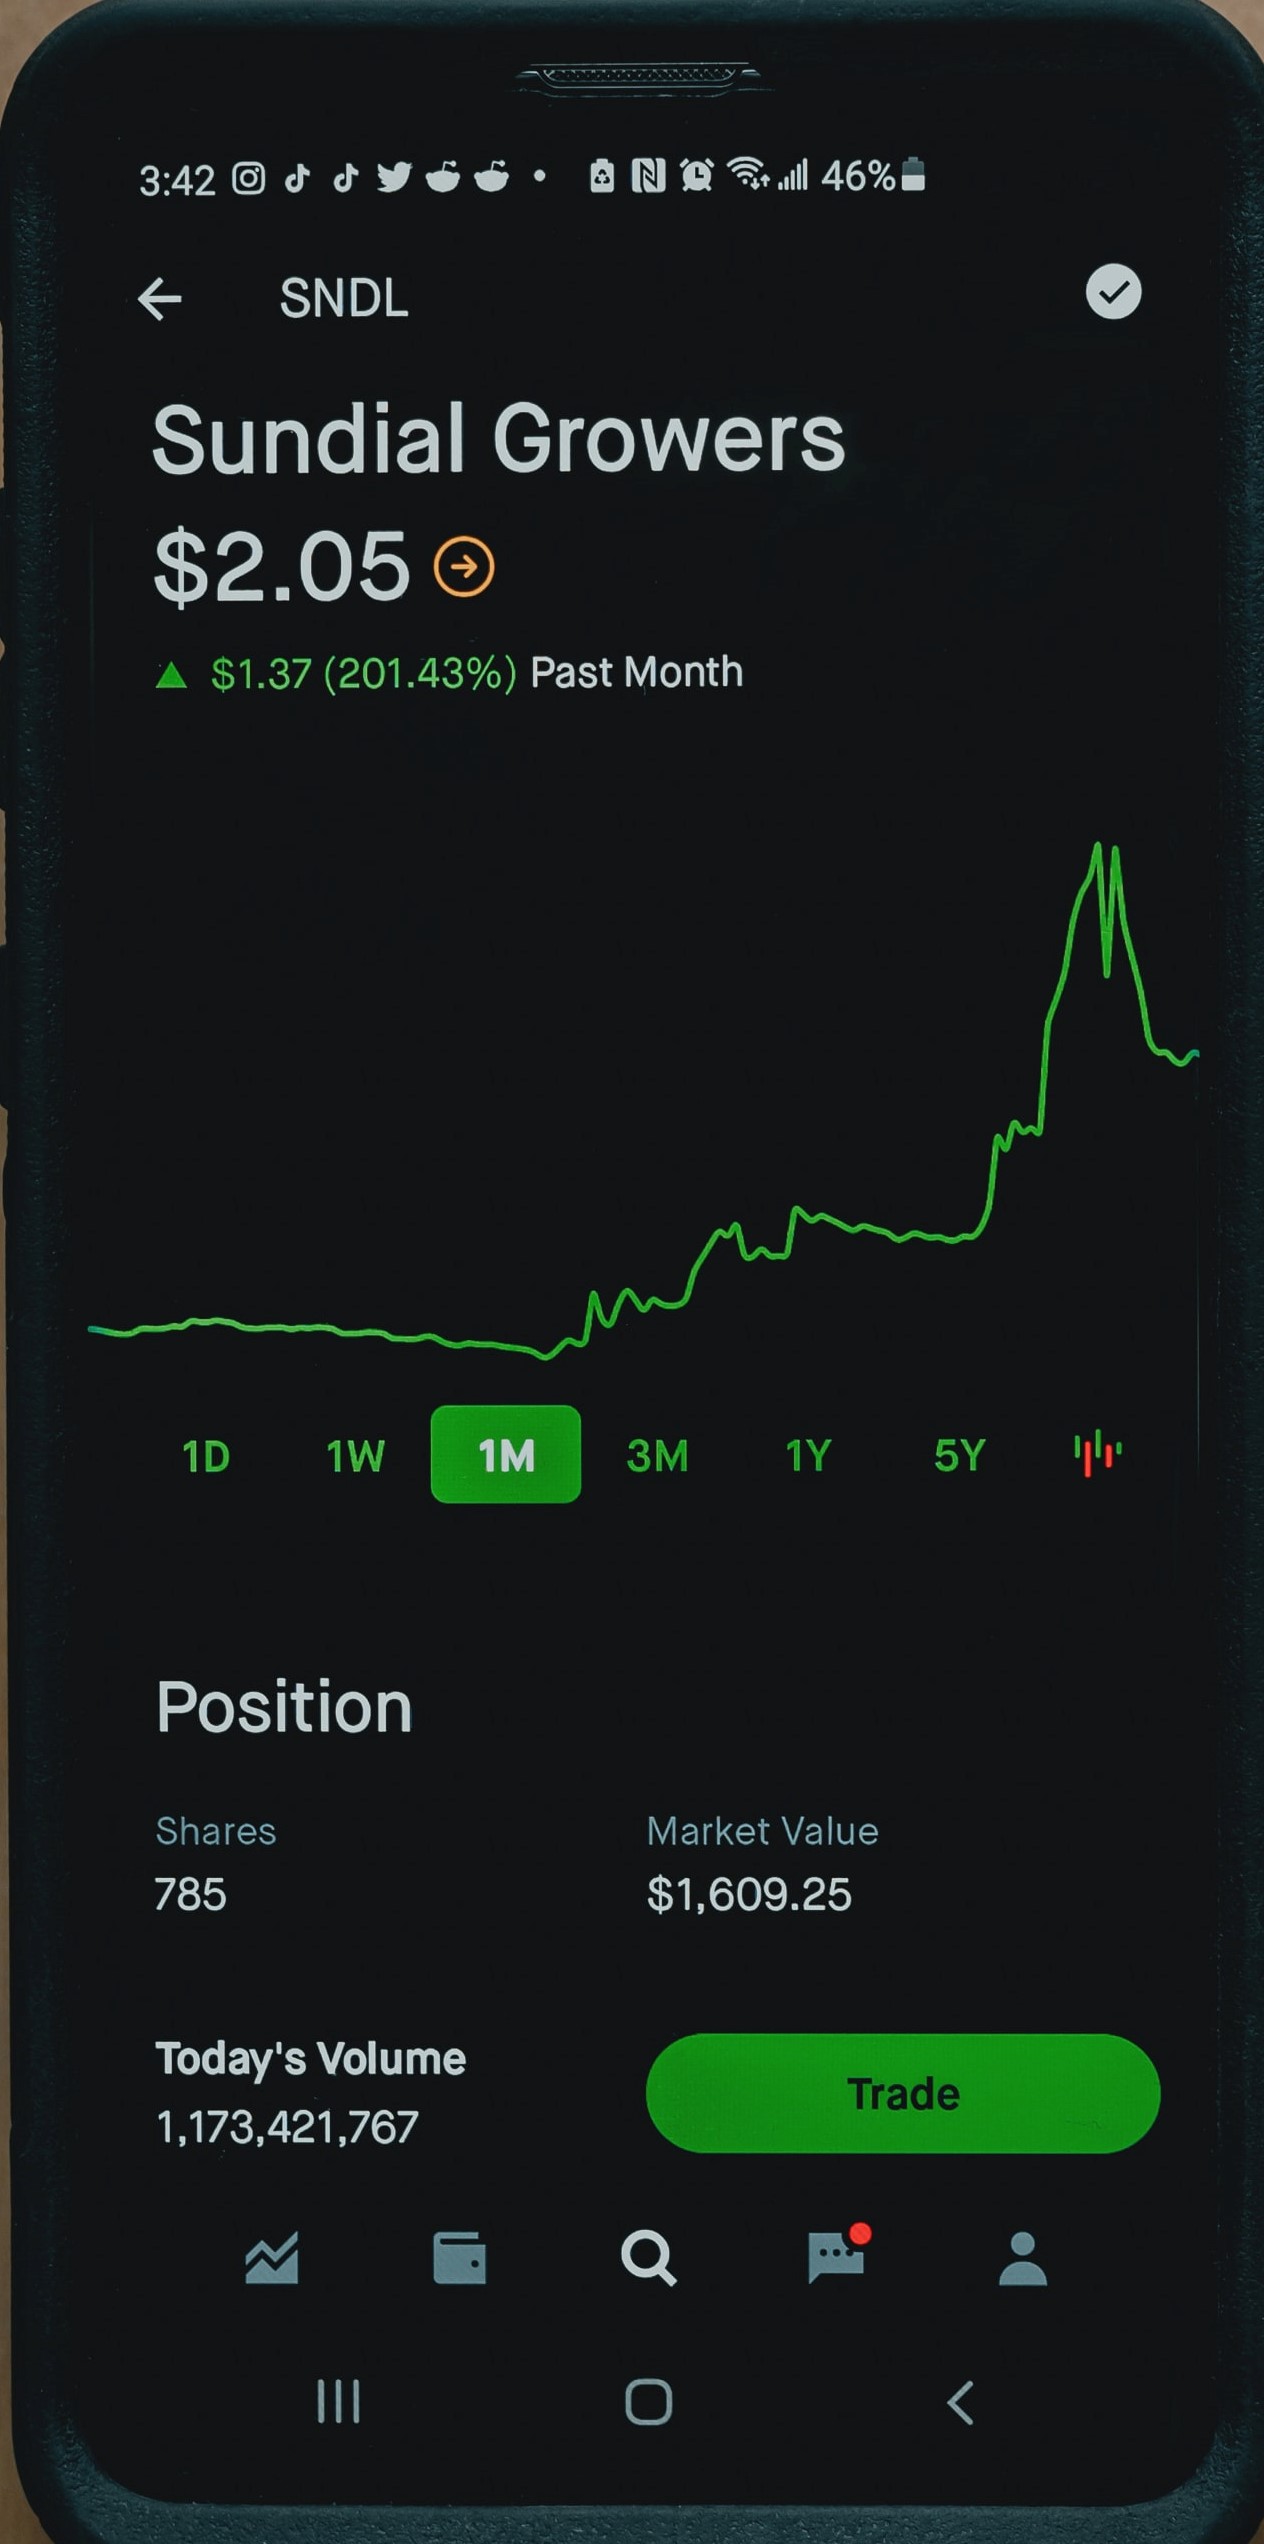 3:42 46%
SNDL
Sundial Growers
$2.05
$1.37 (201.43%) Past Month
1D 1W 1M 3M 1Y 5Y
Position
Shares Market Value
785 $1,609.25
Today's Volume
1,173,421,767
Trade